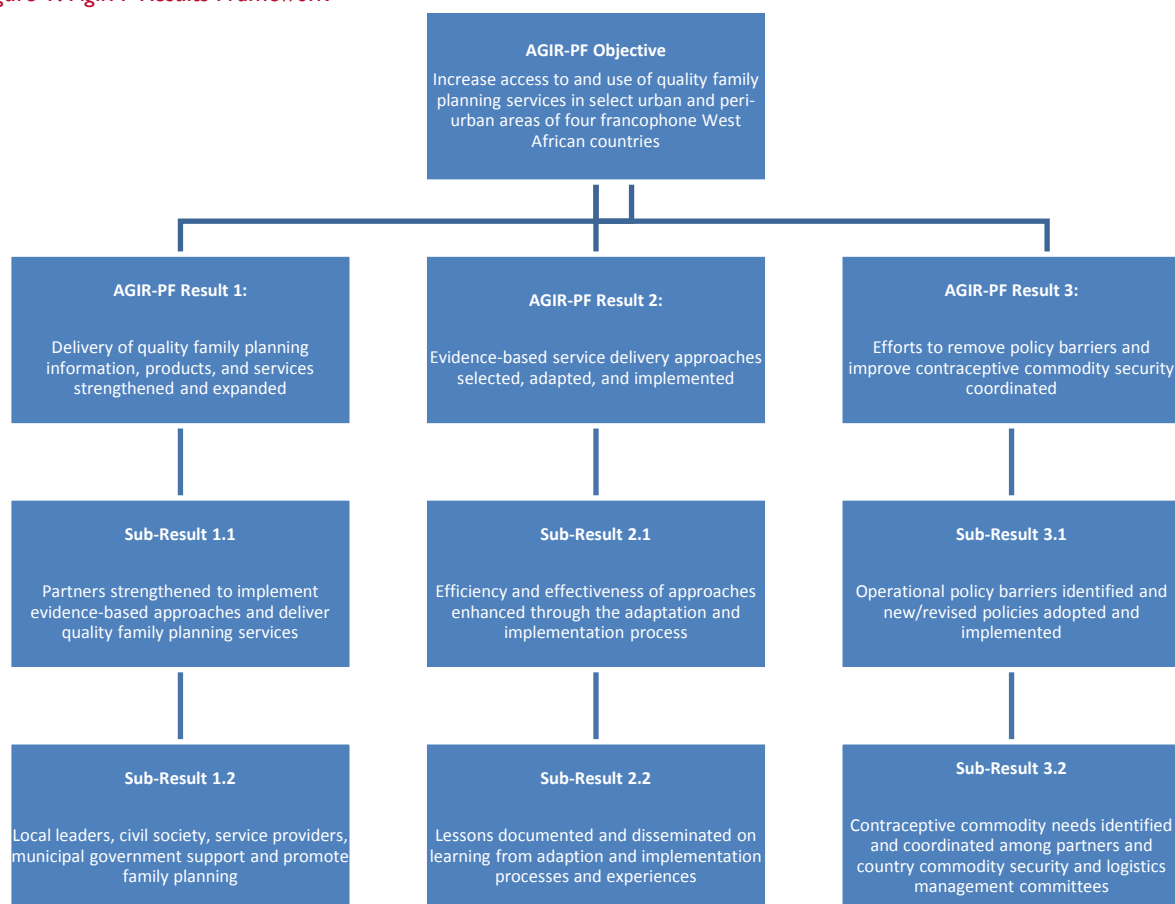 AGIR-PF Objective
Increase access to and use of quality family
planning services in select urban and peri-
urban areas of four francophone West
African countries
AGIR-PF Result 1:
Delivery of quality family planning
information, products, and services
strengthened and expanded
AGIR-PF Result 2:
Evidence-based service delivery approaches
selected, adapted, and implemented
AGIR-PF Result 3:
Efforts to remove policy barriers and
improve contraceptive commodity security
coordinated
Sub-Result 1.1
Partners strengthened to implement
evidence-based approaches and deliver
quality family planning services
Sub-Result 2.1
Efficiency and effectiveness of approaches
enhanced through the adaptation and
implementation process
Sub-Result 3.1
Operational policy barriers identified and
new/revised policies adopted and
implemented
Sub-Result 1.2
Local leaders, civil society, service providers,
municipal government support and promote
family planning
Sub-Result 2.2
Lessons documented and disseminated on
learning from adaption and implementation
processes and experiences
Sub-Result 3.2
Contraceptive commodity needs identified
and coordinated among partners and
country commodity security and logistics
management committees